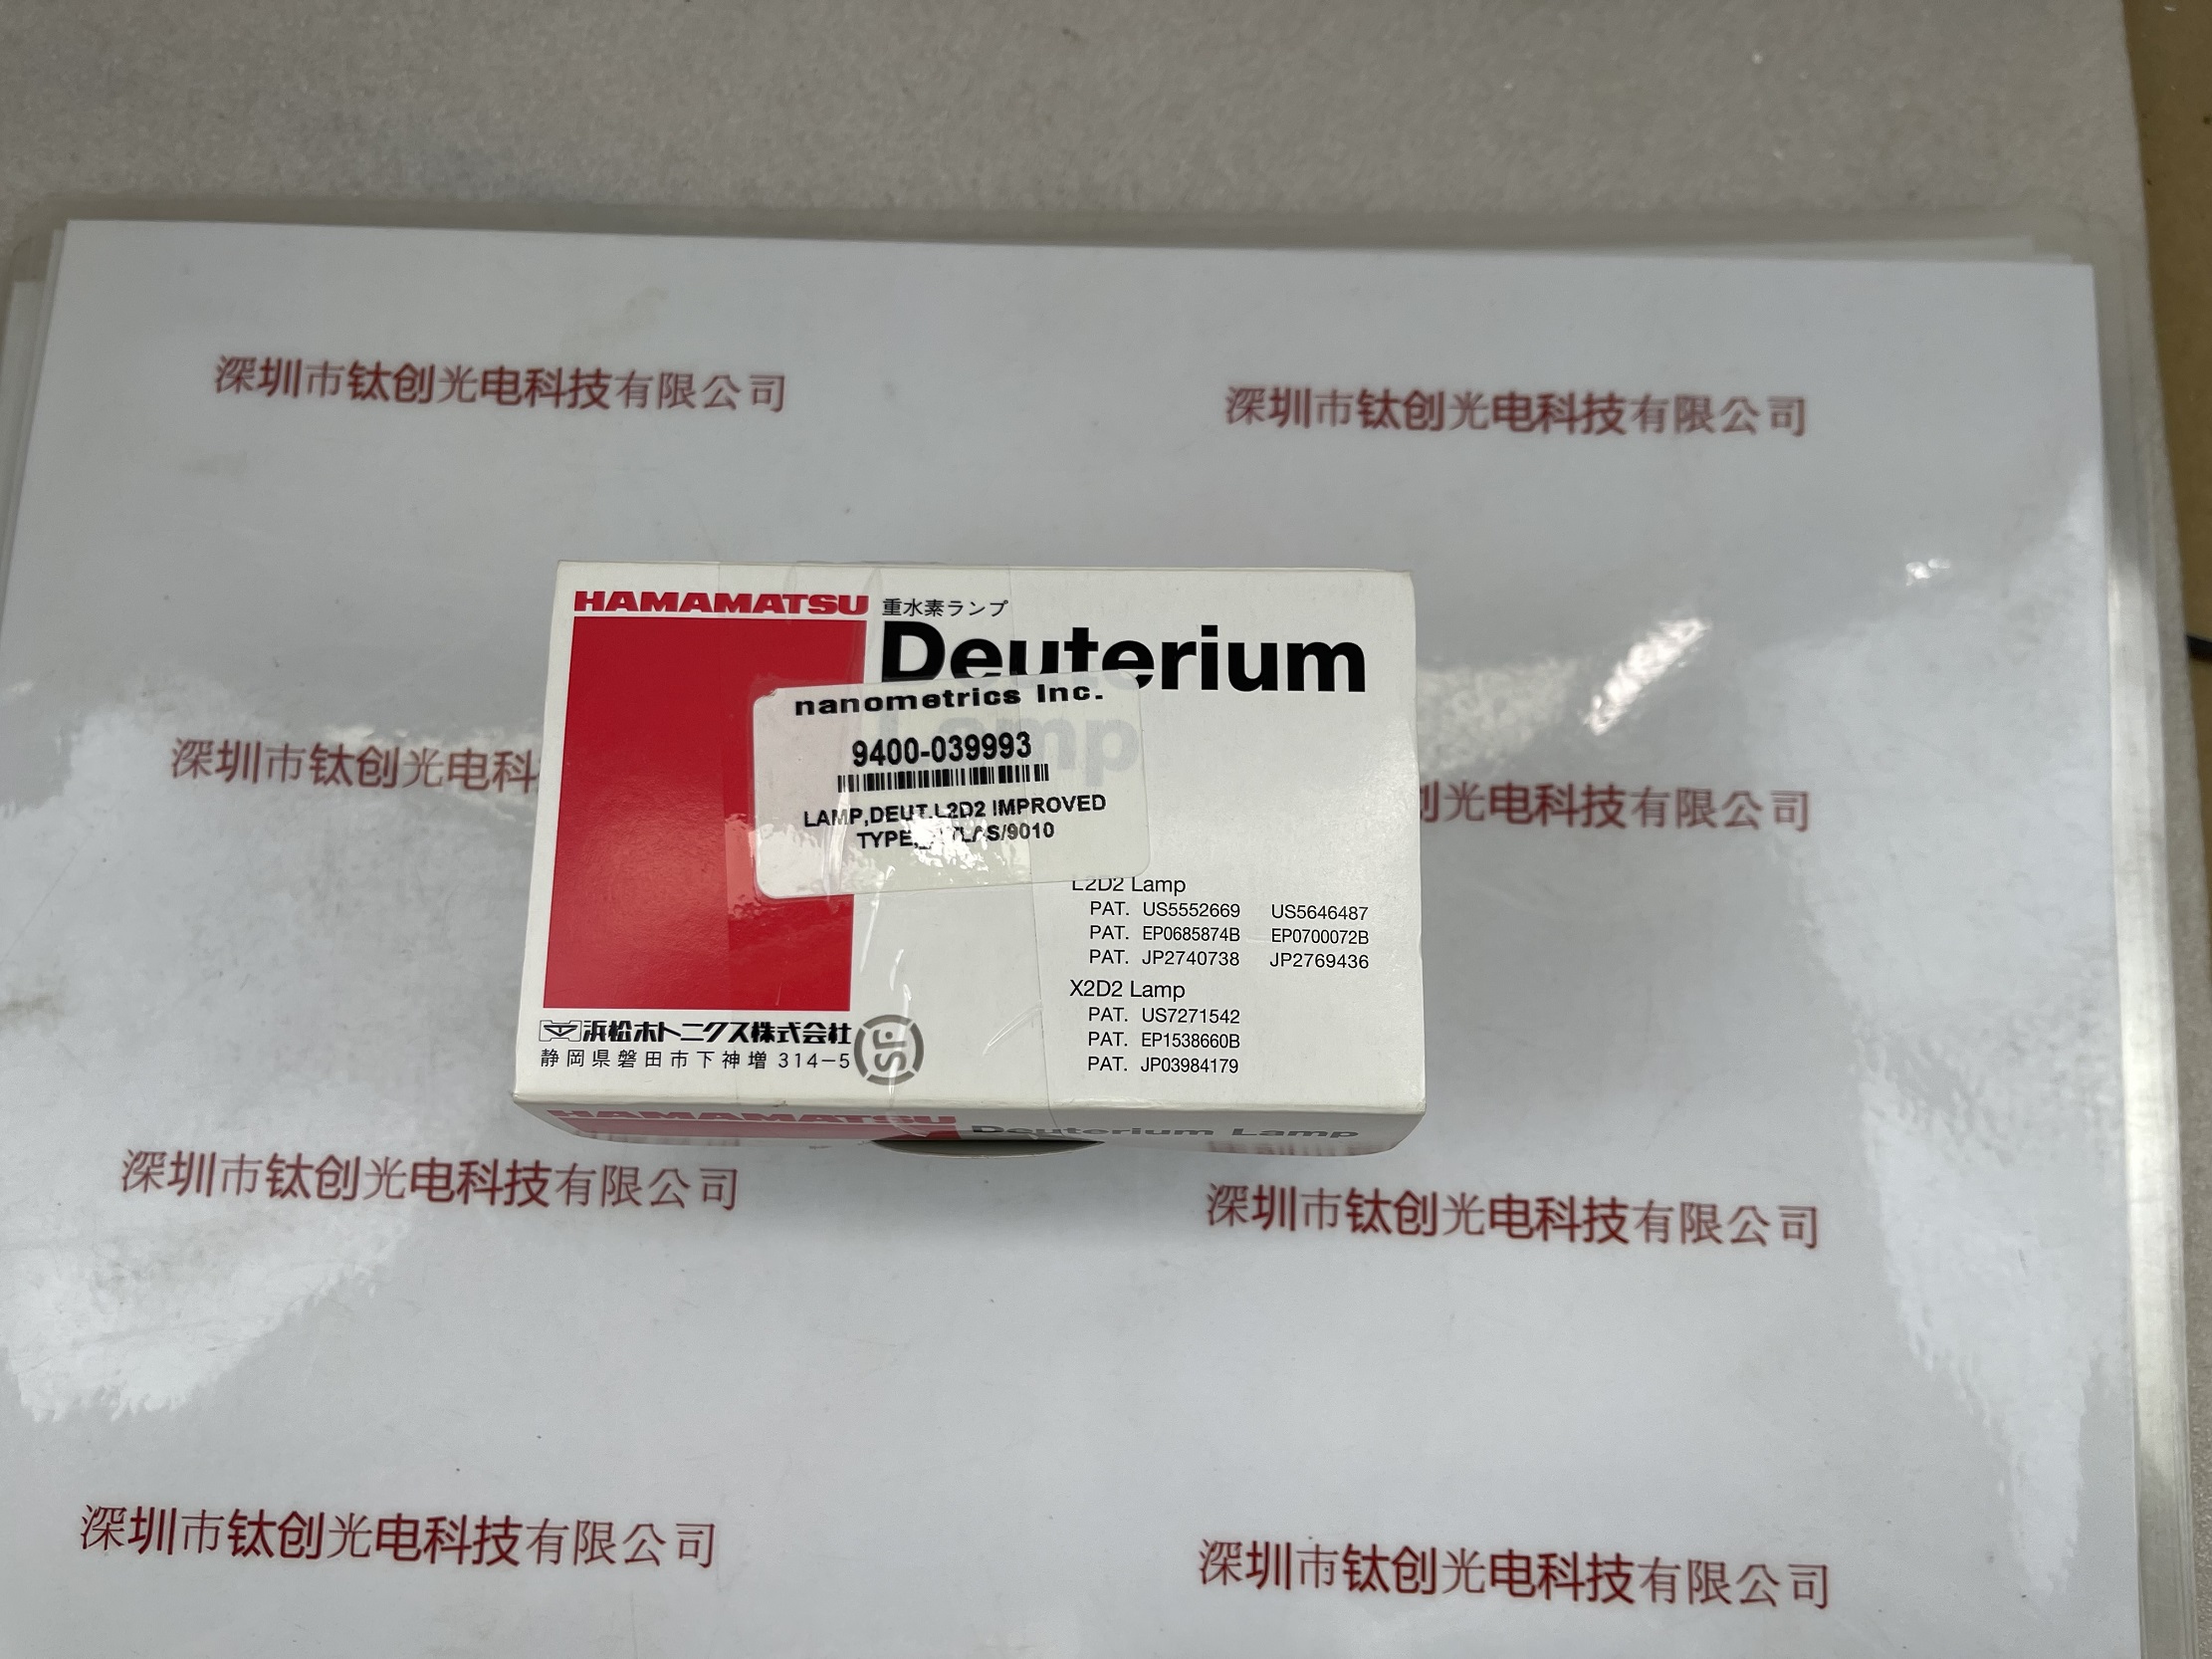 深圳市钛创光电科技有限公司
深圳市钛创光电科技有限公司
深圳市钛创光电科
圳光电科技有限公司
HAMAMATSU 重水素ランプ
Deuterium
Lamp
nanometrics Inc.
9400-039993
LAMP,DEUT,L2D2 IMPROVED
L2D2 Lamp
PAT. US5552669 US5646487
PAT. EP0685874B EP0700072B
PAT. JP2740738 JP2769436
X2D2 Lamp
PAT. US7271542
PAT. EP1538660B
PAT. JP03984179
浜松ホトニクス株式会社
静岡県磐田市下神増 314-5
HAMAMATSU Deuterium Lamp
深圳市钛创光电科技有限公司
深圳市钛创光电科技有限公司
深圳市钛创光电科技有限公司
深圳市钛创光电科技有限公司